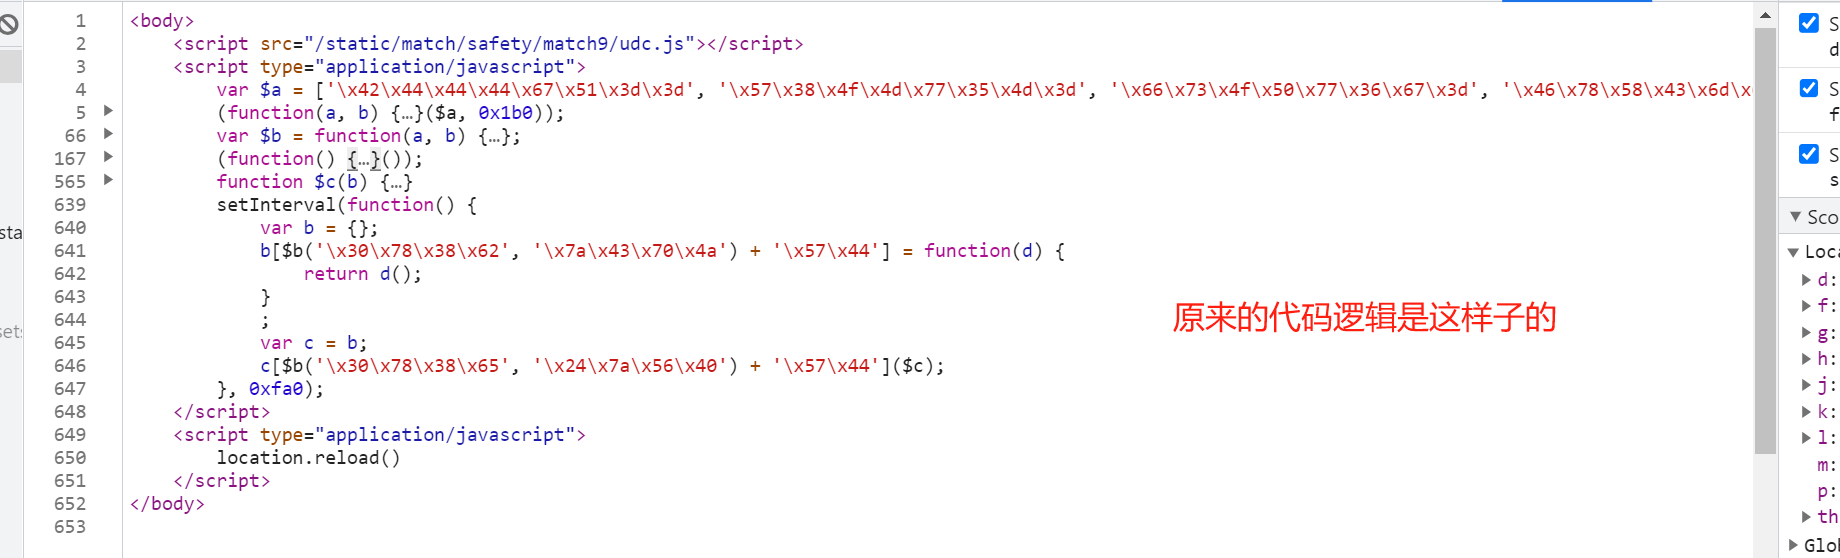 1 <body>
2 <script src="/static/match/safety/match9/udc.js"></script>
3 <script type="application/javascript">
4 var $a = ['\x42\x44\x44\x44\x67\x51\x3d\x3d', '\x57\x38\x4f\x4d\x77\x35\x4d\x3d', '\x66\x73\x4f\x50\x77\x36\x67\x3d', '\x46\x78\x58\x43\x6d\x
5 (function(a, b) {…}($a, 0x1b0));
66 var $b = function(a, b) {…};
167 (function() {…}());
565 function $c(b) {…}
639 setInterval(function() {
640 var b = {};
641 b[$b('\x30\x78\x38\x62', '\x7a\x43\x70\x4a') + '\x57\x44'] = function(d) {
642 return d();
643 }
644 ;
645 var c = b;
646 c[$b('\x30\x78\x38\x65', '\x24\x7a\x56\x40') + '\x57\x44']($c);
647 }, 0xfa0);
648 </script>
649 <script type="application/javascript">
650 location.reload()
651 </script>
652 </body>
653
原来的代码逻辑是这样子的
sta
set
S
d
S
f
S
s
Sco
Loca
d:
f:
g:
h:
j:
k:
l:
m:
p:
th
Glo